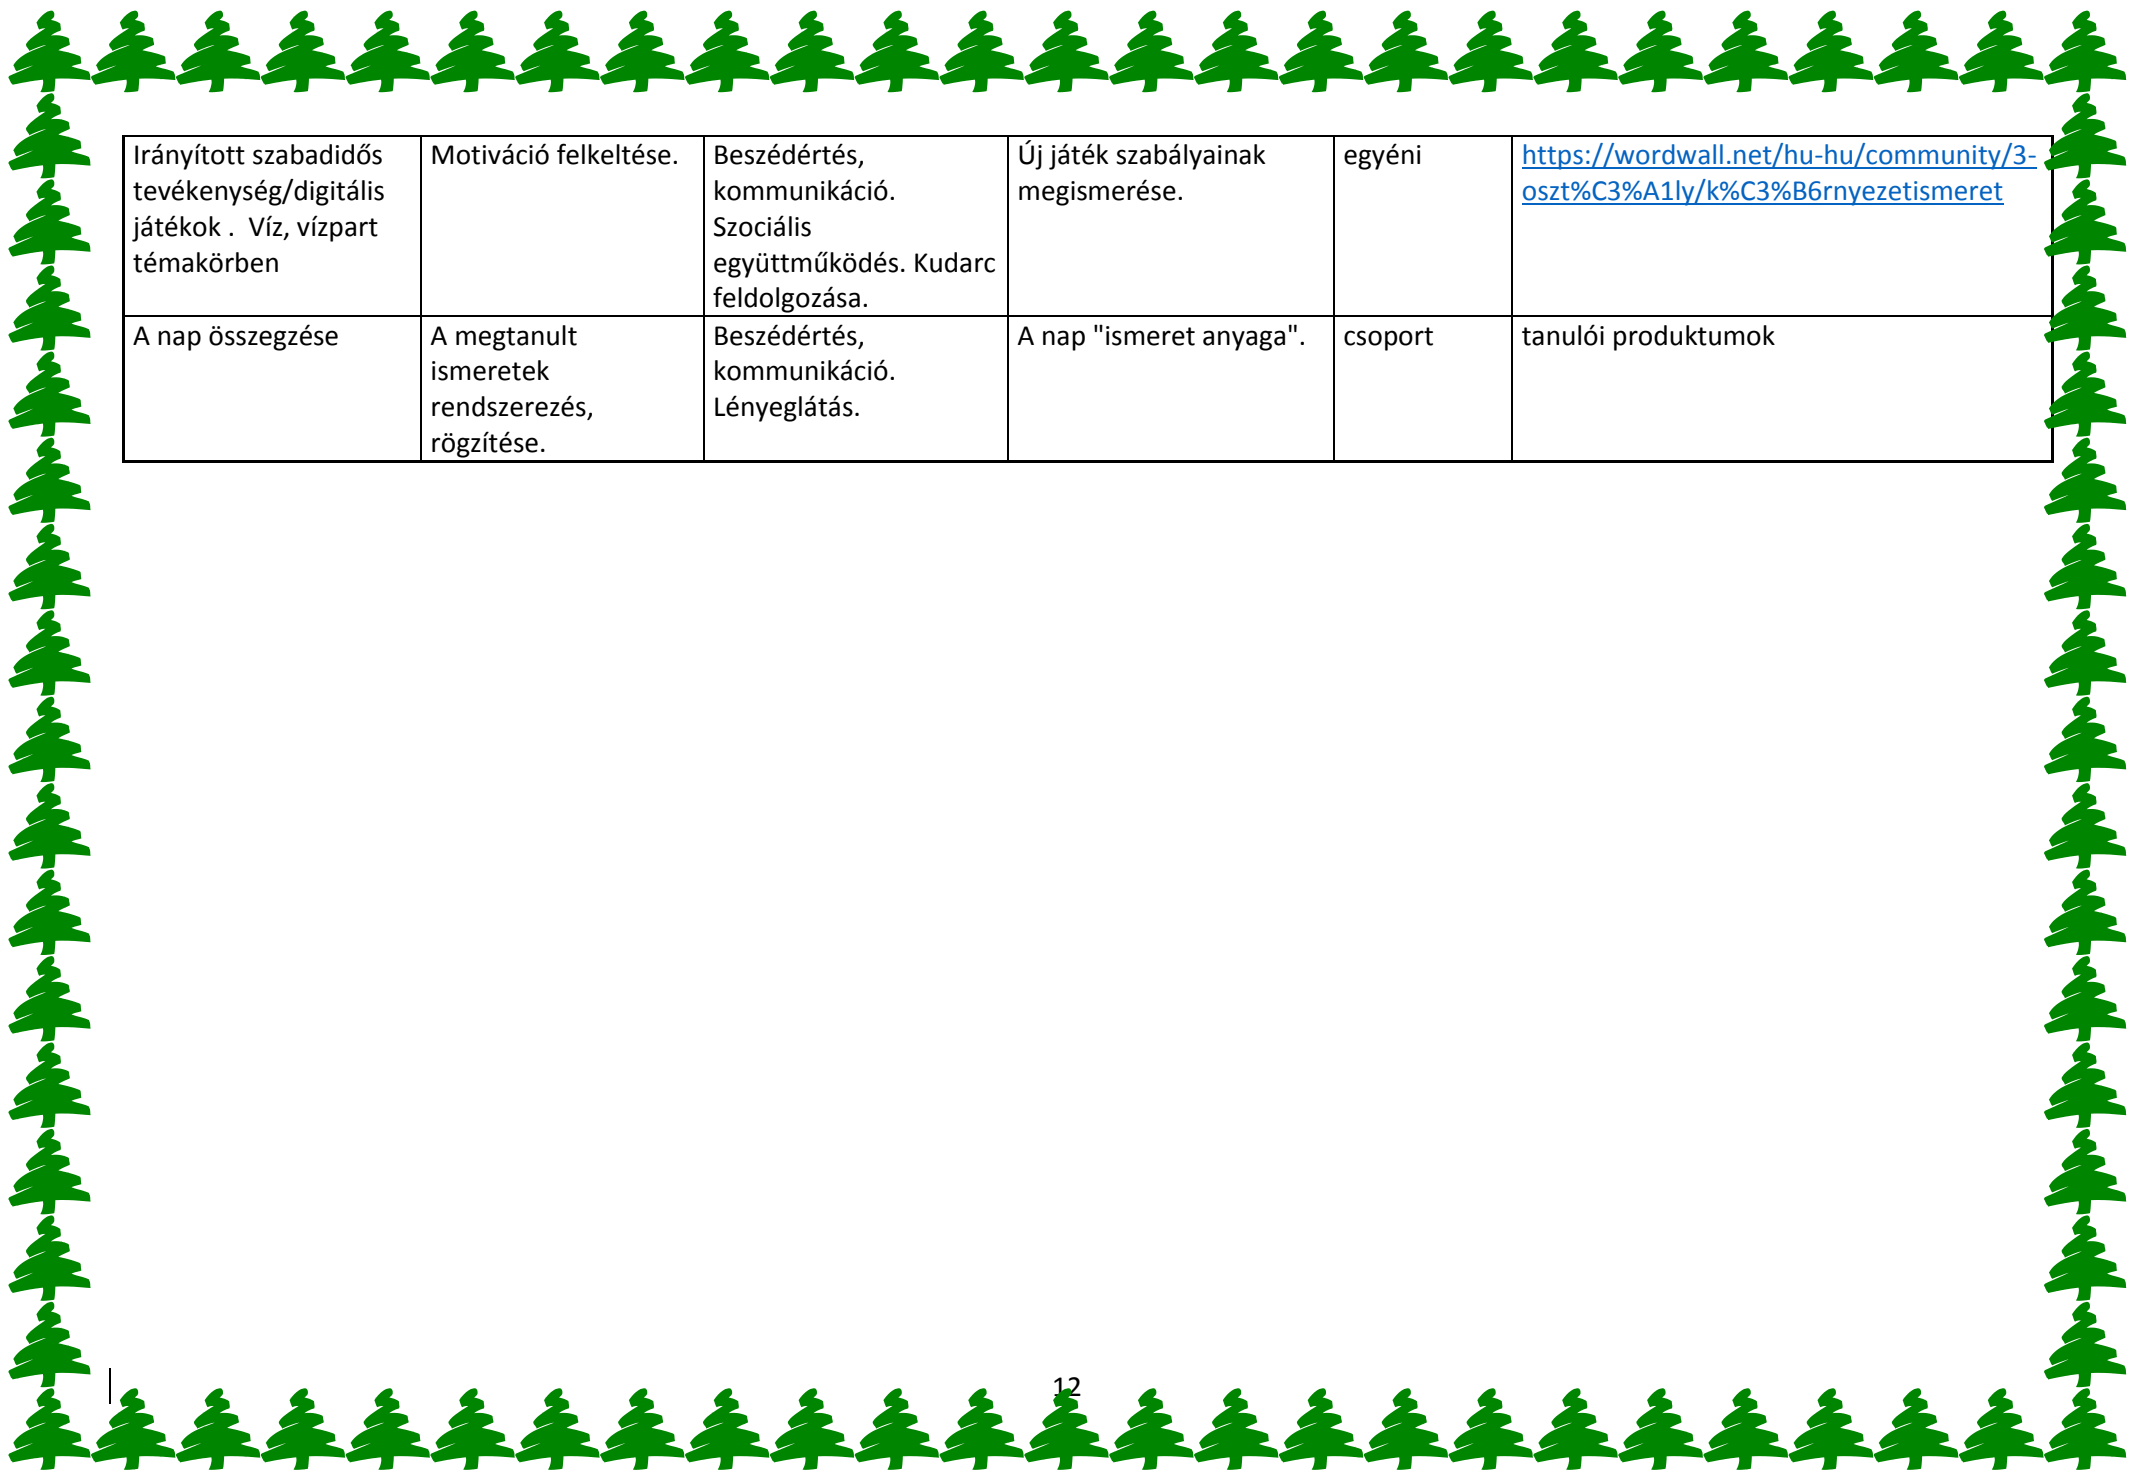 Irányított szabadidős
tevékenység/digitális
játékok .  Víz, vízpart
témakörben
Motiváció felkeltése.
Beszédértés,
kommunikáció.
Szociális
együttműködés. Kudarc
feldolgozása.
Új játék szabályainak
megismerése.
egyéni
https://wordwall.net/hu-hu/community/3-
oszt%C3%A1ly/k%C3%B6rnyezetismeret
A nap összegzése
A megtanult
ismeretek
rendszerezés,
rögzítése.
Beszédértés,
kommunikáció.
Lényeglátás.
A nap "ismeret anyaga".
csoport
tanulói produktumok
12